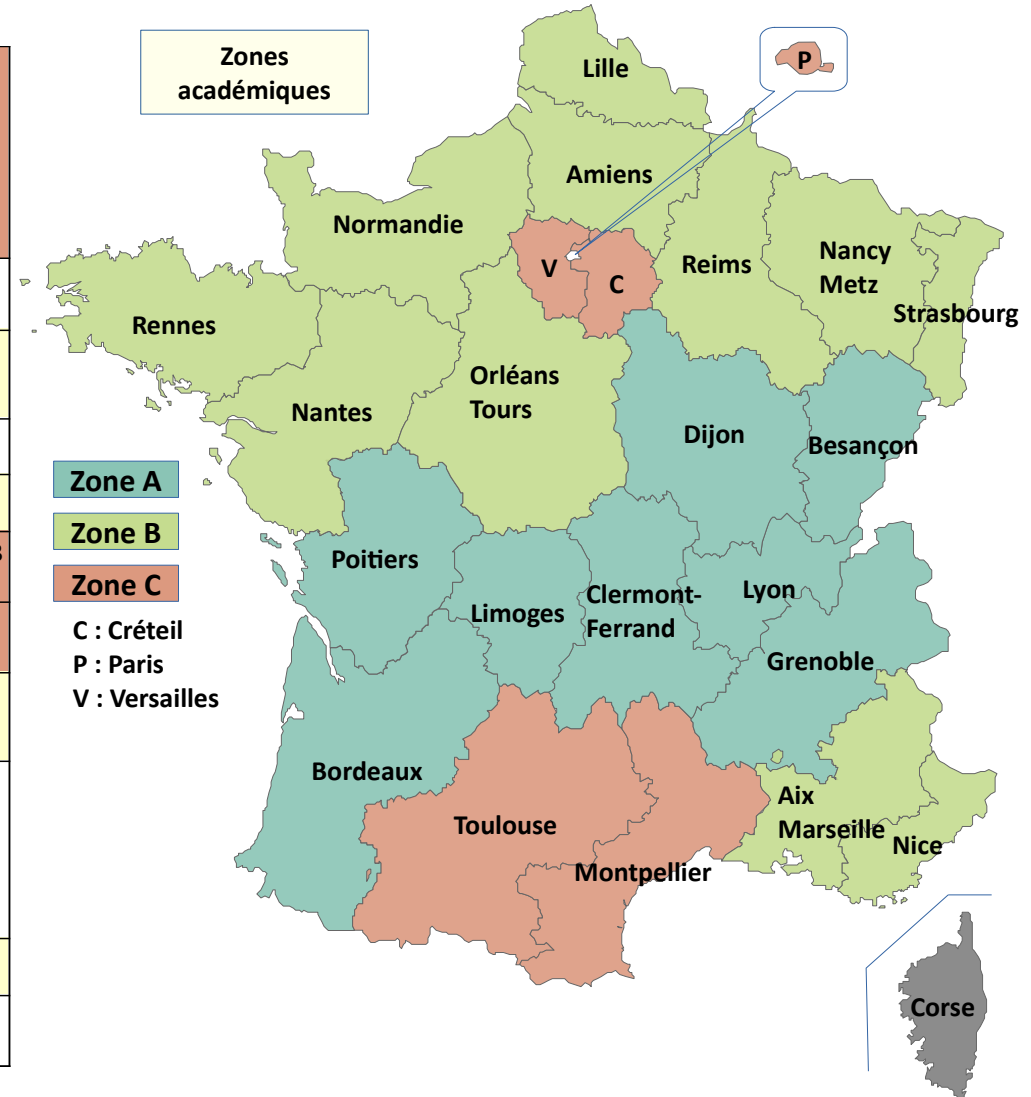 Zones
académiques
P
Lille
Amiens
Normandie
V
C
Reims
Nancy
Metz
Strasbourg
Rennes
Orléans
Tours
Nantes
Dijon
Besançon
Zone A
Zone B
Zone C
C : Créteil
P : Paris
V : Versailles
Poitiers
Limoges
Clermont-
Ferrand
Lyon
Grenoble
Bordeaux
Toulouse
Aix
Marseille
Nice
Montpellier
Corse